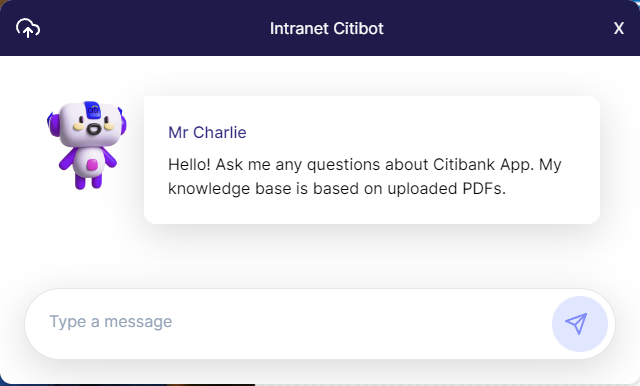 Intranet Citibot
X
Mr Charlie
Hello! Ask me any questions about Citibank App. My
knowledge base is based on uploaded PDFs.
Type a message